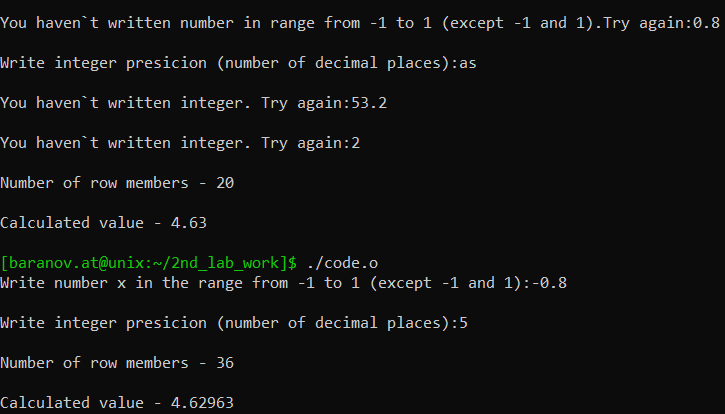 You haven`t written number in range from -1 to 1 (except -1 and 1).Try again:0.8
Write integer presicion (number of decimal places):as
You haven`t written integer. Try again:53.2
You haven`t written integer. Try again:2
Number of row members - 20
Calculated value - 4.63
[baranov.at@unix:~/2nd_lab_work]$ ./code.o
Write number x in the range from -1 to 1 (except -1 and 1):-0.8
Write integer presicion (number of decimal places):5
Number of row members - 36
Calculated value - 4.62963